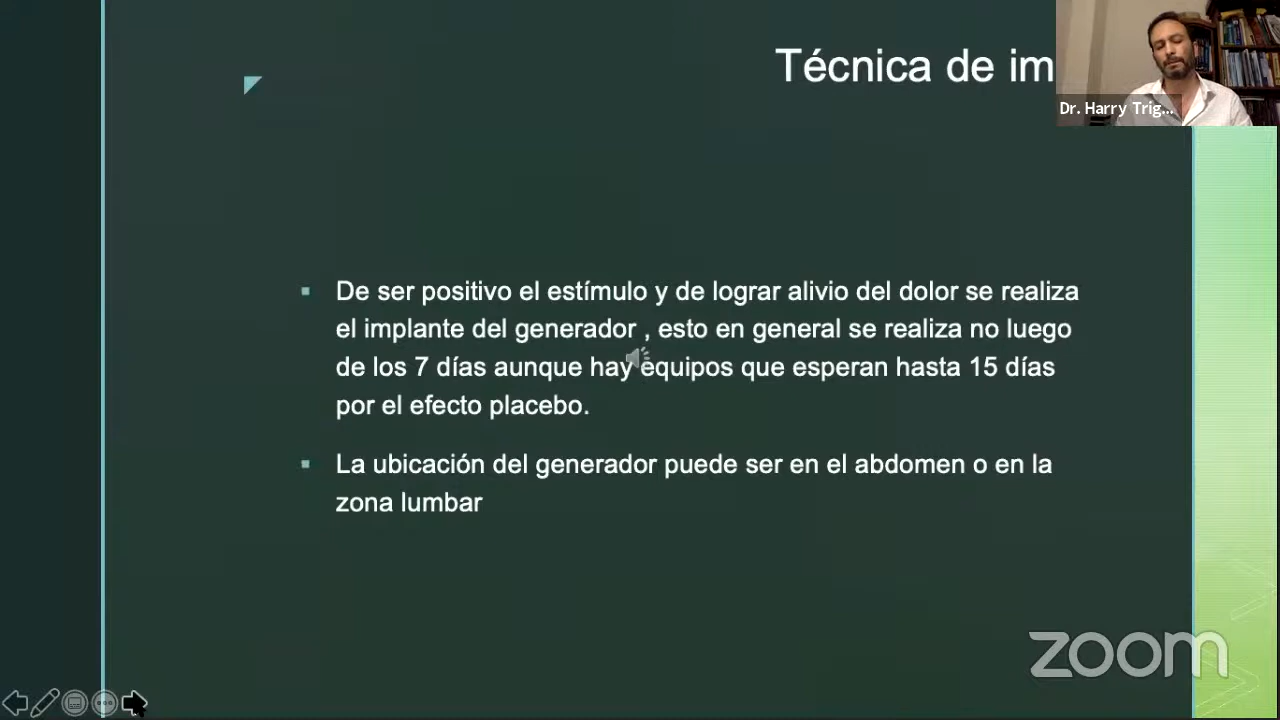 Técnica de im
Dr. Harry Trig...
De ser positivo el estímulo y de lograr alivio del dolor se realiza
el implante del generador , esto en general se realiza no luego
de los 7 días aunque hay equipos que esperan hasta 15 días
por el efecto placebo.
La ubicación del generador puede ser en el abdomen o en la
zona lumbar
zoom